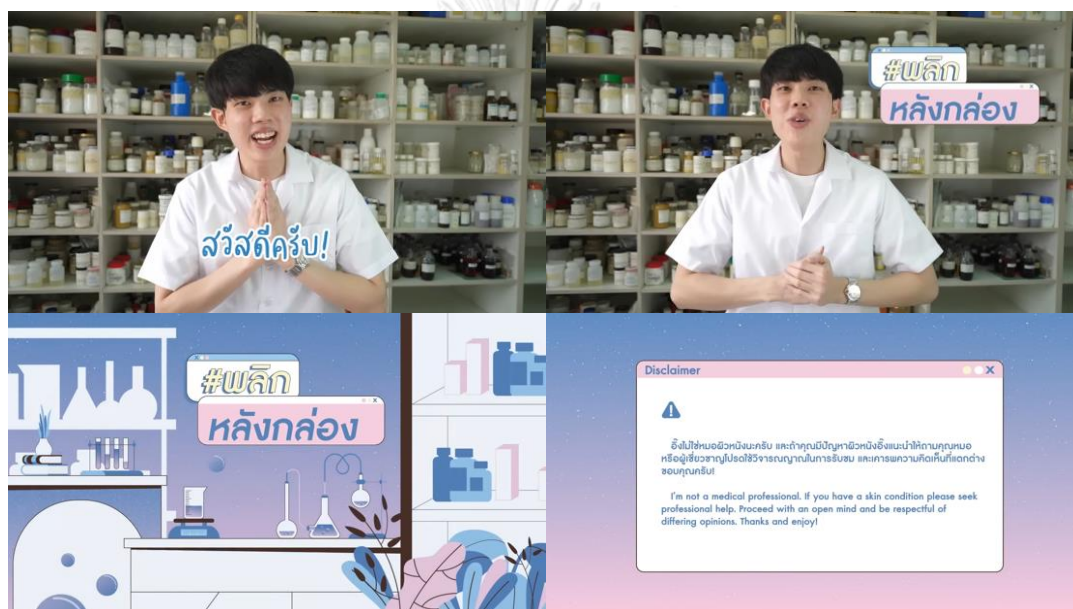 สวัสดีครับ!
#พลิก
หลังกล่อง
#พลิก
หลังกล่อง
Disclaimer
อั้งไม่ใช่หมอผิวหนังนะครับ และถ้าคุณมีปัญหาผิวหนังอั้งแนะนำให้ถามคุณหมอ
หรือผู้เชี่ยวชาญโปรดใช้วิจารณญาณในการรับชม และเคารพความคิดเห็นที่แตกต่าง
ขอบคุณครับ!
I'm not a medical professional. If you have a skin condition please seek
professional help. Proceed with an open mind and be respectful of
differing opinions. Thanks and enjoy!